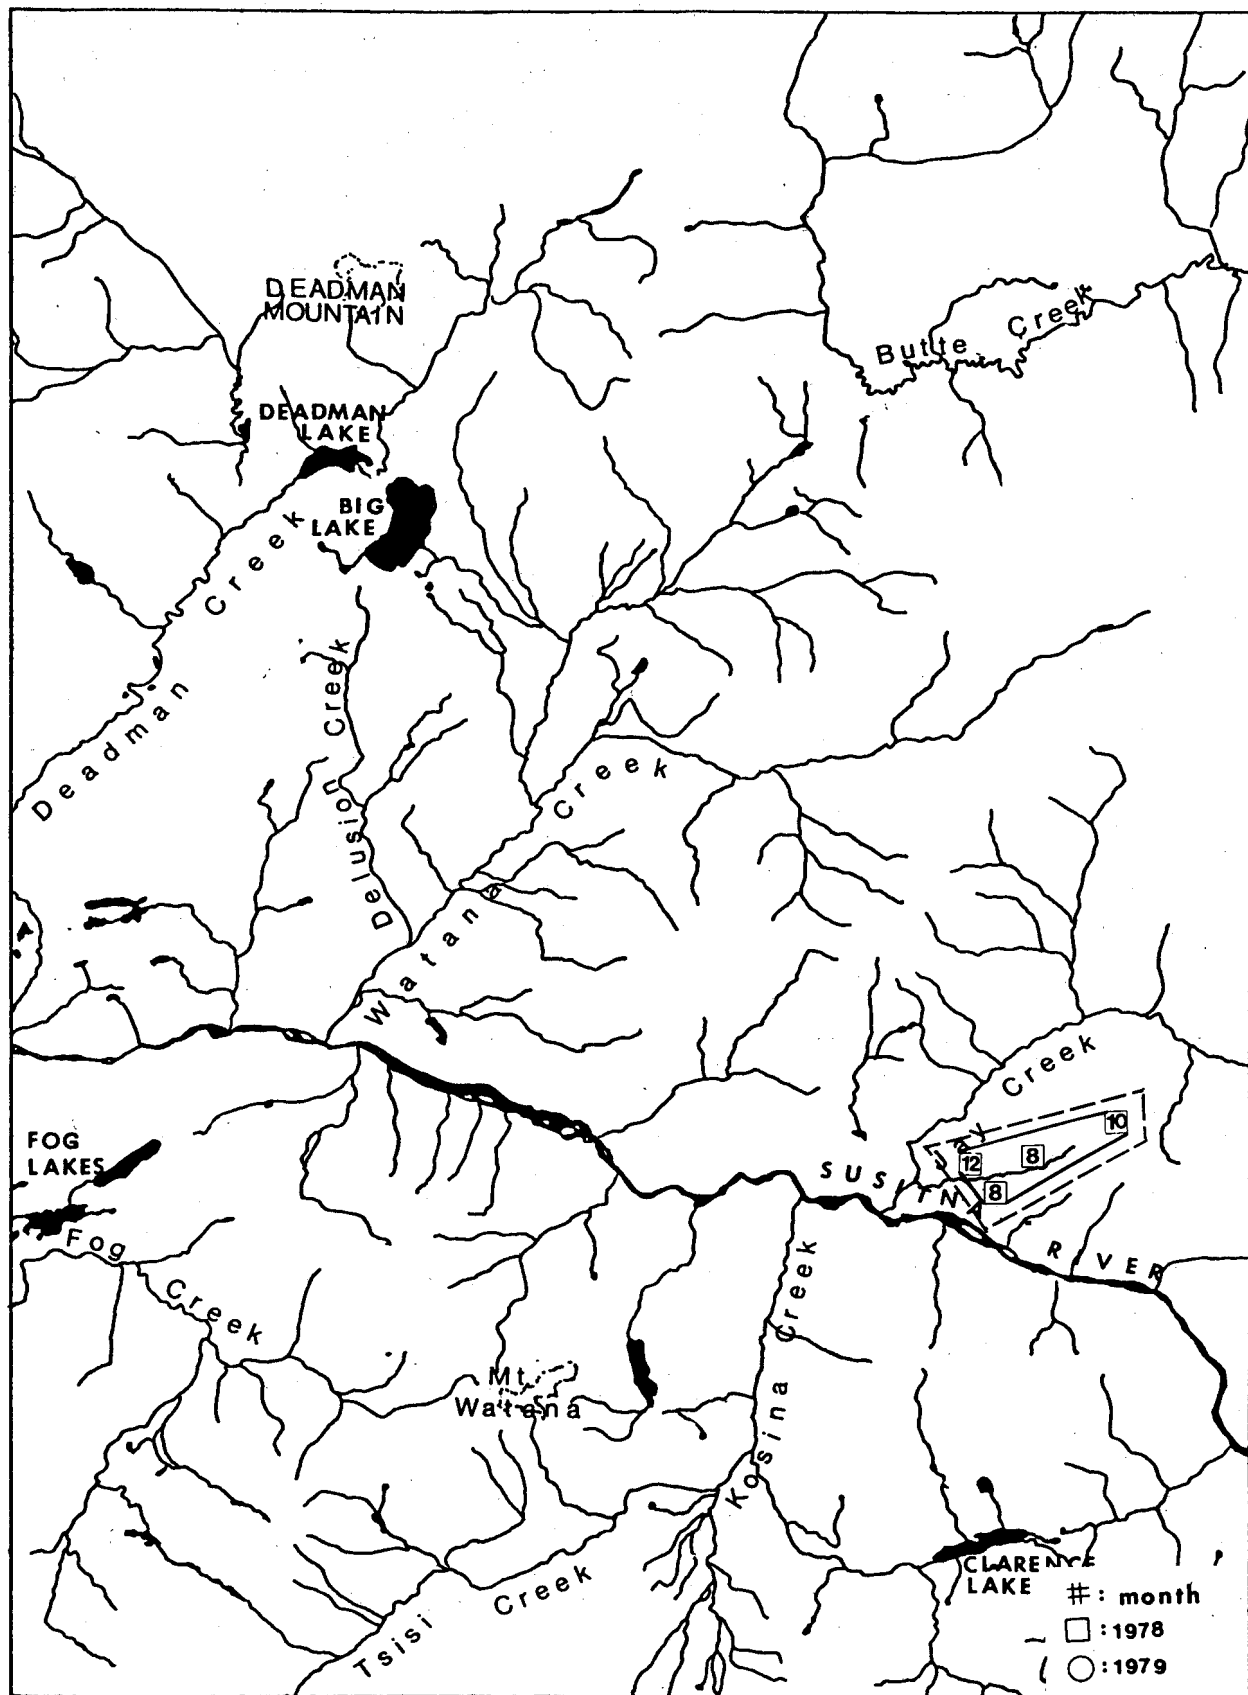 DEADMAN
MOUNTAIN
Butte Creek
DEADMAN
LAKE
BIG
LAKE
Deadman Creek
Delusion Creek
Watana Creek
Jay Creek
FOG
LAKES
10
12
8
8
SUSITNA RIVER
Fog Creek
Kosina Creek
Mt.
Watana
Tsisi Creek
CLARENCE
LAKE
#: month
□: 1978
○: 1979